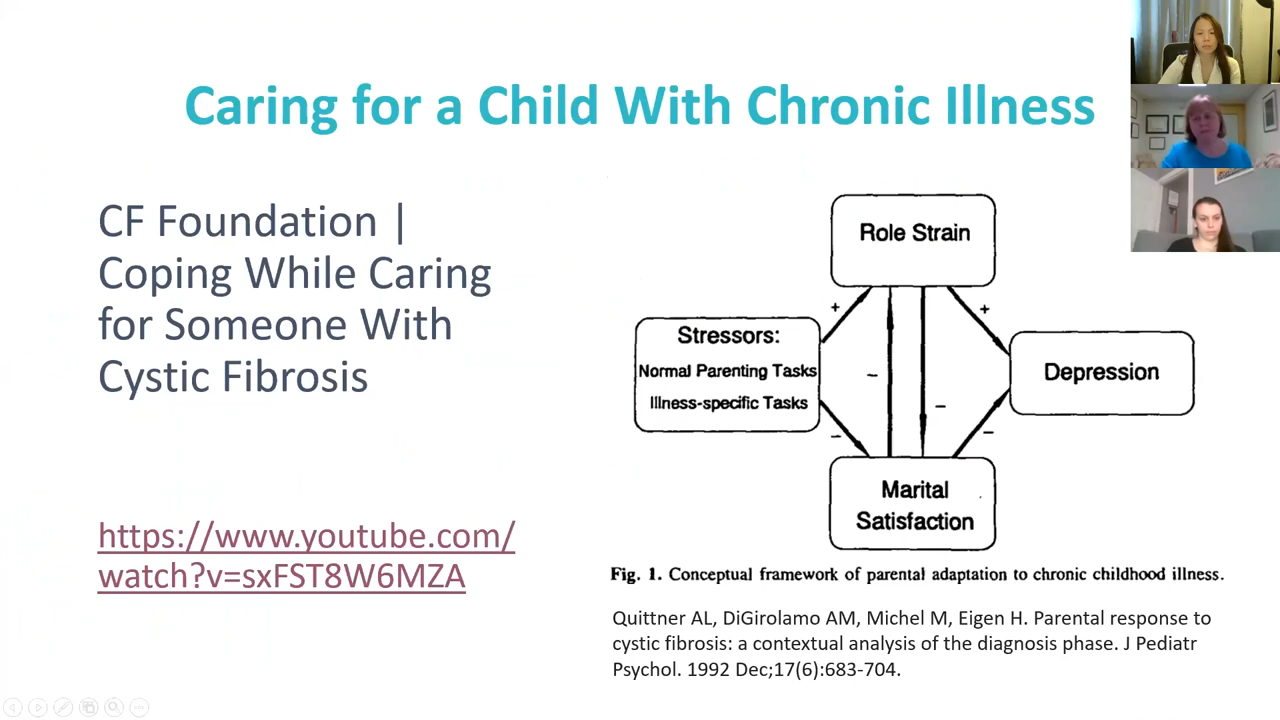 Caring for a Child With Chronic Illness
CF Foundation |
Coping While Caring
for Someone With
Cystic Fibrosis
https://www.youtube.com/
watch?v=sxFST8W6MZA
Role Strain
+
+
Stressors:
Normal Parenting Tasks
Illness-specific Tasks
–
Depression
–
–
–
Marital
Satisfaction
Fig. 1. Conceptual framework of parental adaptation to chronic childhood illness.
Quittner AL, DiGirolamo AM, Michel M, Eigen H. Parental response to
cystic fibrosis: a contextual analysis of the diagnosis phase. J Pediatr
Psychol. 1992 Dec;17(6):683-704.